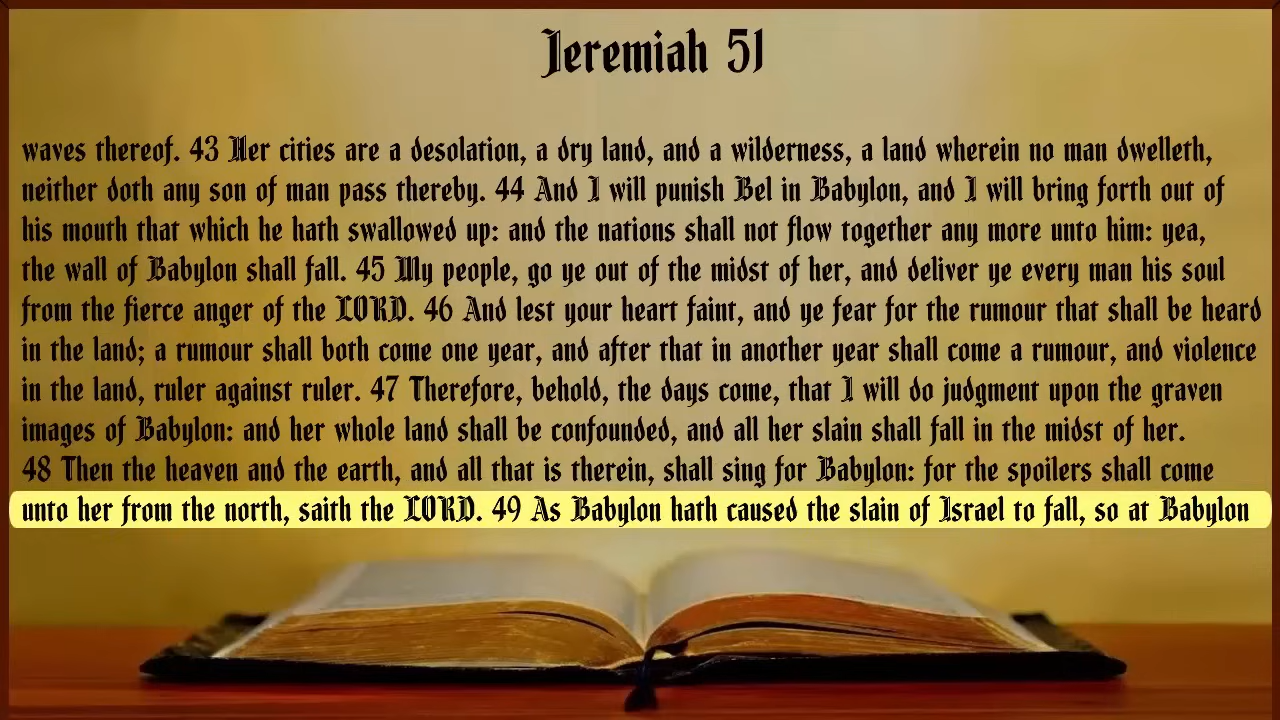 Jeremiah 51
waves thereof. 43 Her cities are a desolation, a dry land, and a wilderness, a land wherein no man dwelleth,
neither doth any son of man pass thereby. 44 And I will punish Bel in Babylon, and I will bring forth out of
his mouth that which he hath swallowed up: and the nations shall not flow together any more unto him: yea,
the wall of Babylon shall fall. 45 My people, go ye out of the midst of her, and deliver ye every man his soul
from the fierce anger of the LORD. 46 And lest your heart faint, and ye fear for the rumour that shall be heard
in the land; a rumour shall both come one year, and after that in another year shall come a rumour, and violence
in the land, ruler against ruler. 47 Therefore, behold, the days come, that I will do judgment upon the graven
images of Babylon: and her whole land shall be confounded, and all her slain shall fall in the midst of her.
48 Then the heaven and the earth, and all that is therein, shall sing for Babylon: for the spoilers shall come
unto her from the north, saith the LORD. 49 As Babylon hath caused the slain of Israel to fall, so at Babylon